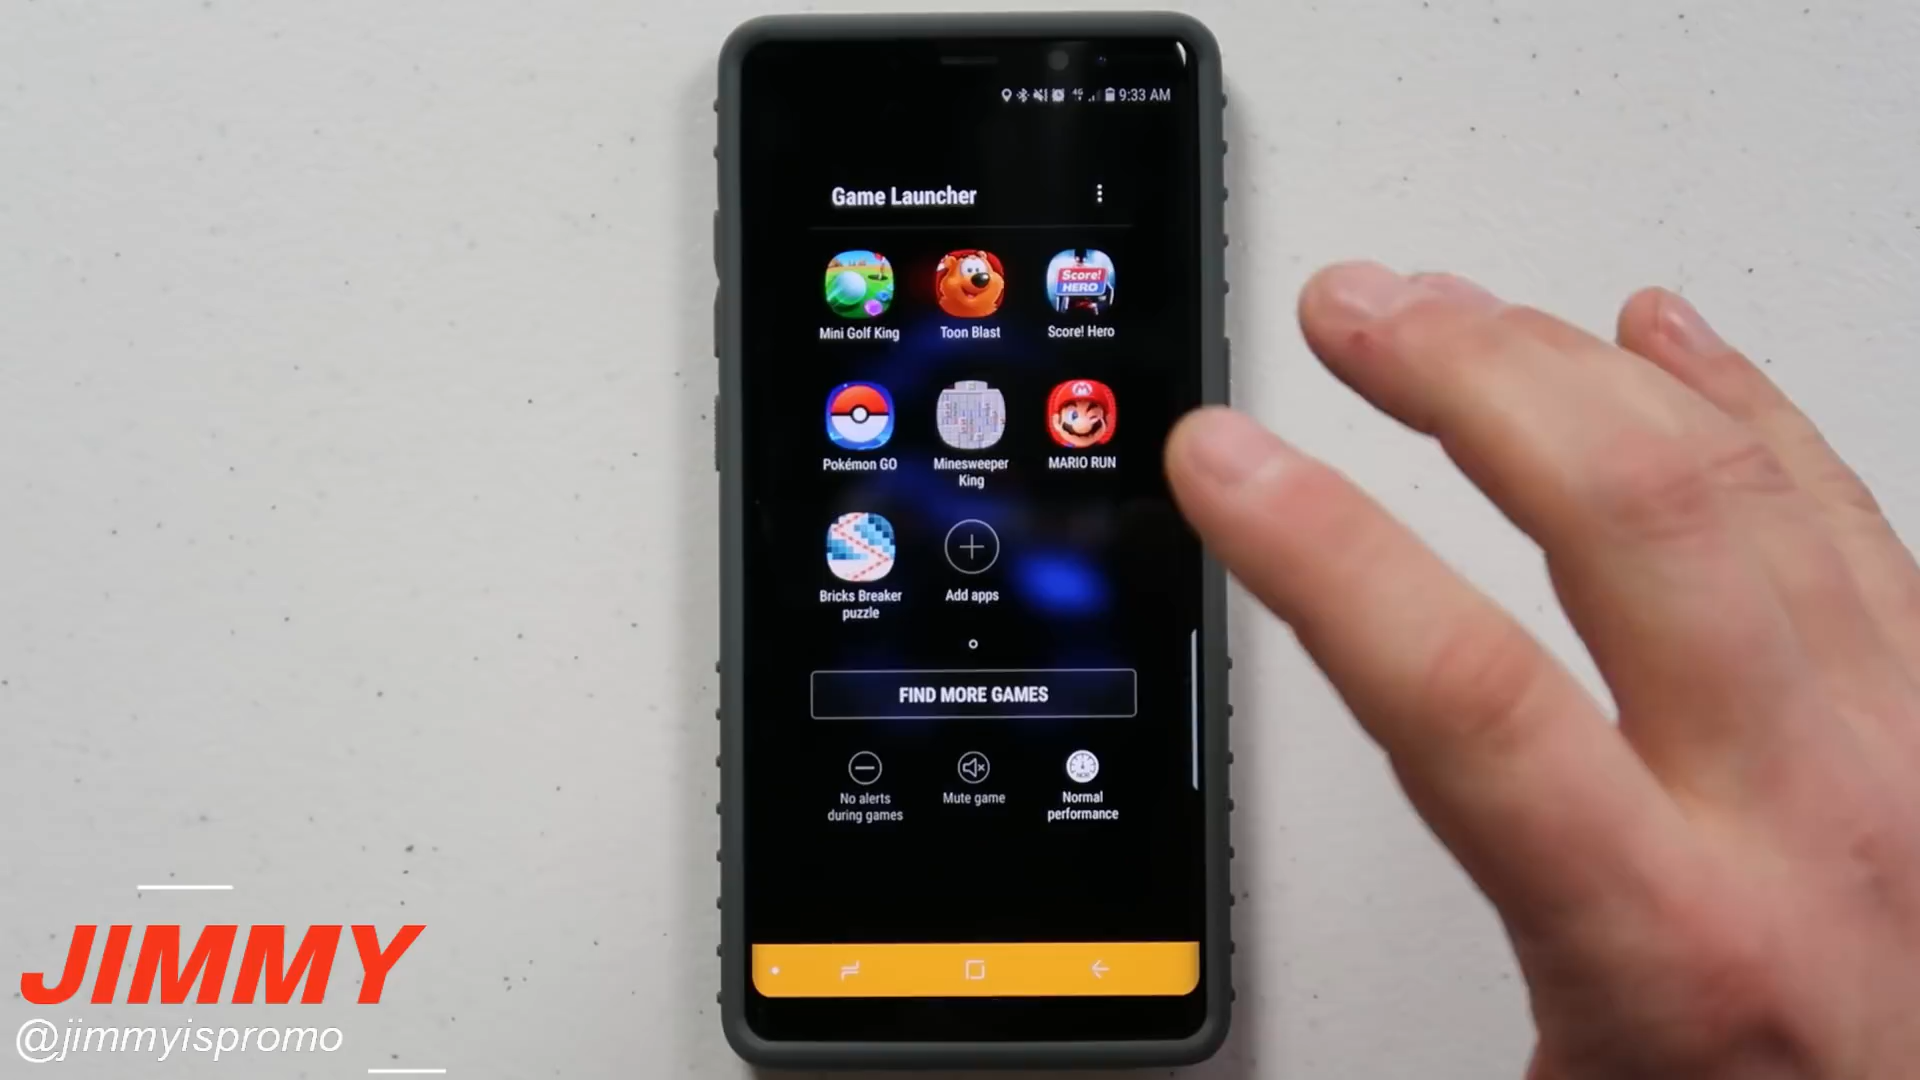 9:33 AM
Game Launcher
Score!
HERO
Mini Golf King
Toon Blast
Score! Hero
Pokémon GO
Minesweeper
King
MARIO RUN
Bricks Breaker
puzzle
Add apps
FIND MORE GAMES
No alerts
during games
Mute game
Normal
performance
JIMMY
@jimmyispromo